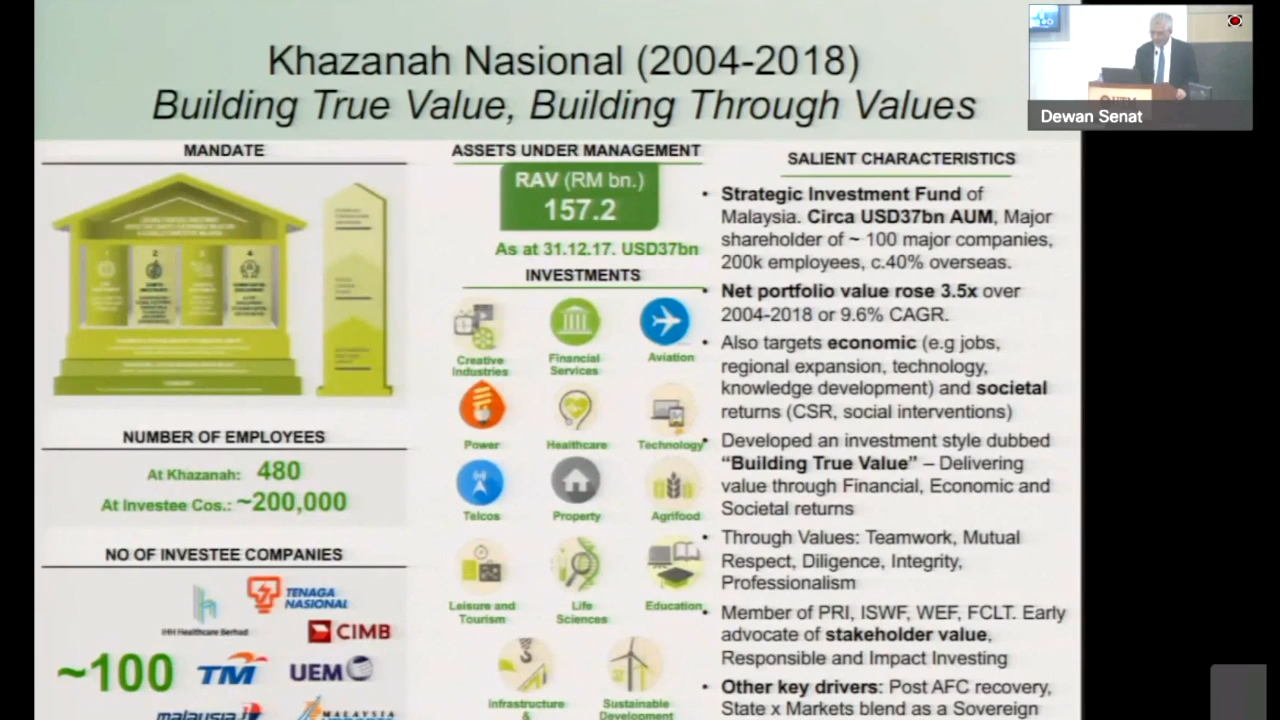 Khazanah Nasional (2004-2018)
Building True Value, Building Through Values
Dewan Senat
MANDATE
1
2
3
4
NUMBER OF EMPLOYEES
At Khazanah: 480
At Investee Cos.: ~200,000
NO OF INVESTEE COMPANIES
IHH Healthcare Berhad
TENAGA
NASIONAL
CIMB
~100
TM
UEM
malaysia
MALAYSIA
ASSETS UNDER MANAGEMENT
RAV (RM bn.)
157.2
As at 31.12.17. USD37bn
INVESTMENTS
Creative
Industries
Financial
Services
Aviation
Power
Healthcare
Technology
Telcos
Property
Agrifood
Leisure and
Tourism
Life
Sciences
Education
Infrastructure
&
Sustainable
Development
SALIENT CHARACTERISTICS
• Strategic Investment Fund of
Malaysia. Circa USD37bn AUM, Major
shareholder of ~ 100 major companies,
200k employees, c.40% overseas.
• Net portfolio value rose 3.5x over
2004-2018 or 9.6% CAGR.
• Also targets economic (e.g jobs,
regional expansion, technology,
knowledge development) and societal
returns (CSR, social interventions)
• Developed an investment style dubbed
“Building True Value” – Delivering
value through Financial, Economic and
Societal returns
• Through Values: Teamwork, Mutual
Respect, Diligence, Integrity,
Professionalism
• Member of PRI, ISWF, WEF, FCLT. Early
advocate of stakeholder value,
Responsible and Impact Investing
• Other key drivers: Post AFC recovery,
State x Markets blend as a Sovereign